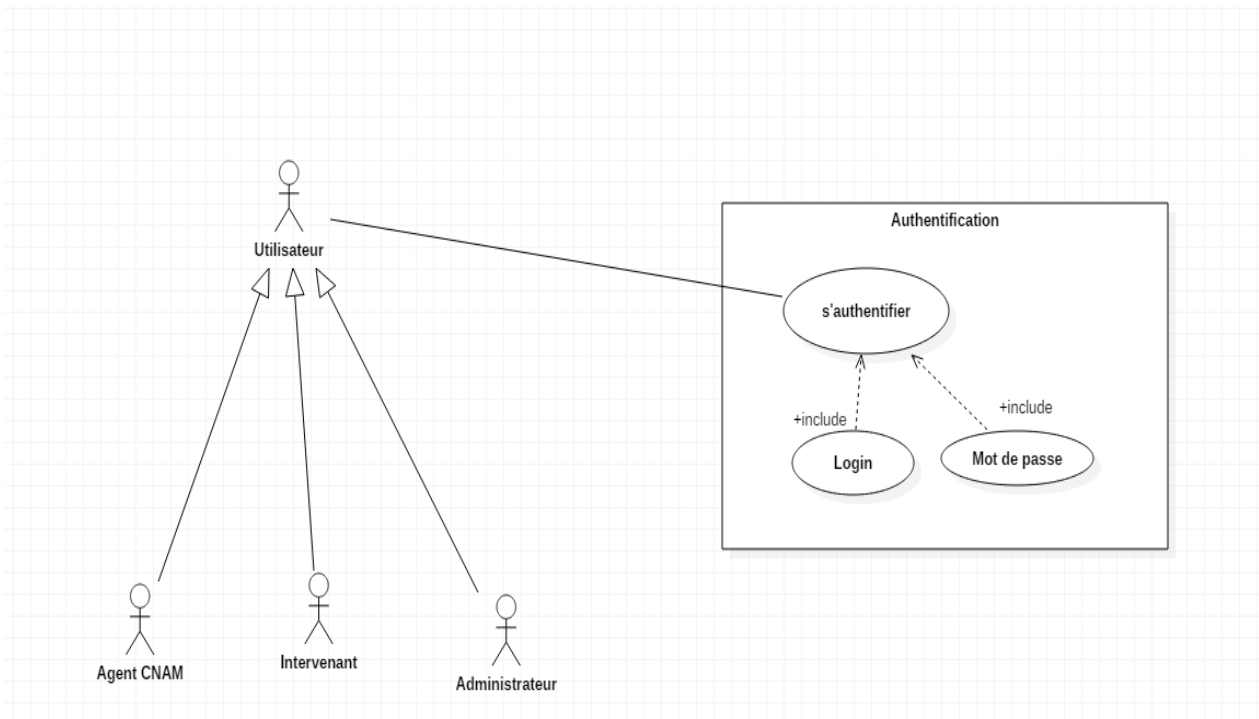 Utilisateur
Authentification
s'authentifier
+include
+include
Login
Mot de passe
Agent CNAM
Intervenant
Administrateur